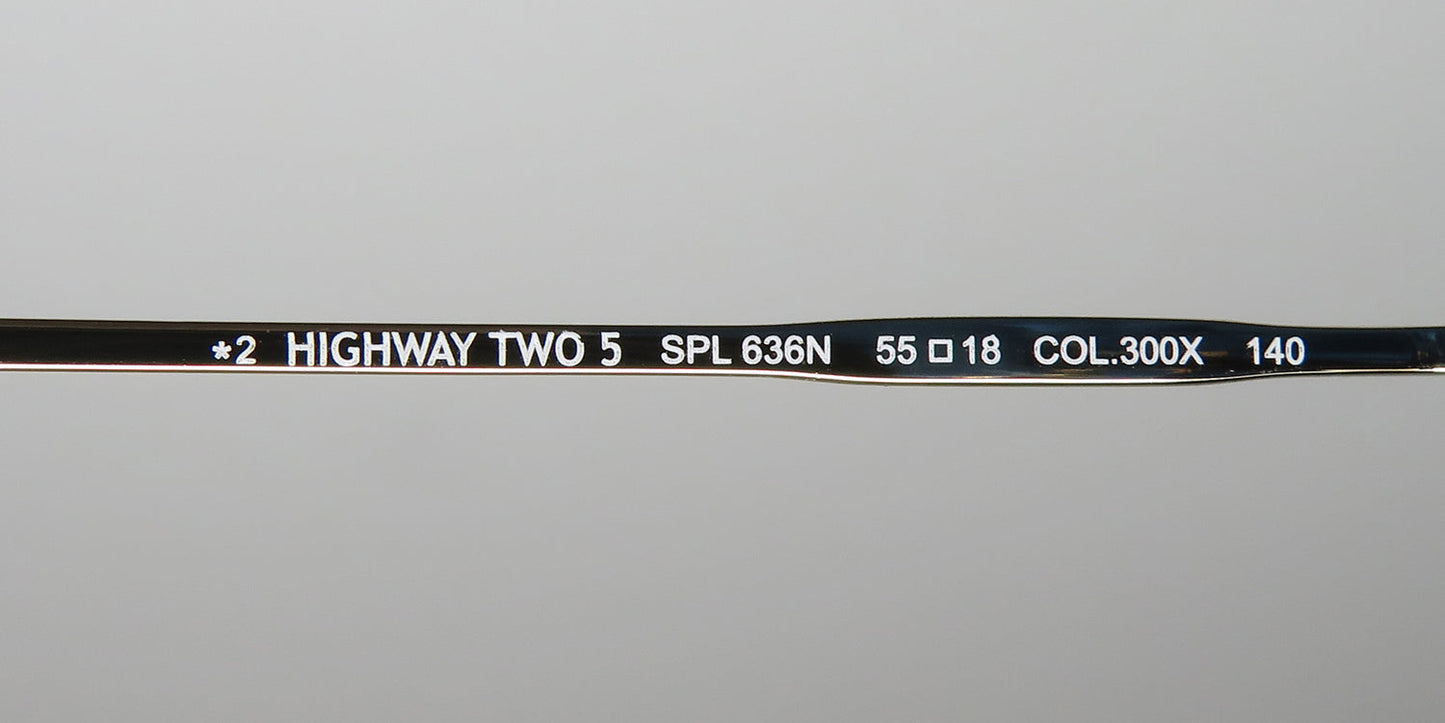 *2 HIGHWAY TWO 5 SPL 636N 55□18 COL.300X 140